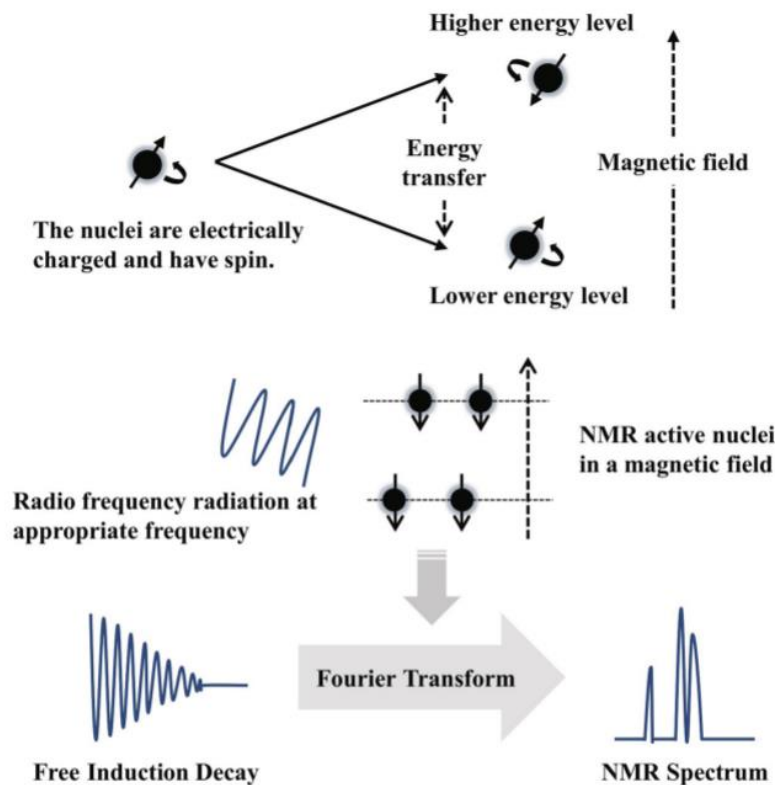 Higher energy level
Energy
transfer
Magnetic field
The nuclei are electrically
charged and have spin.
Lower energy level
NMR active nuclei
in a magnetic field
Radio frequency radiation at
appropriate frequency
Fourier Transform
Free Induction Decay
NMR Spectrum